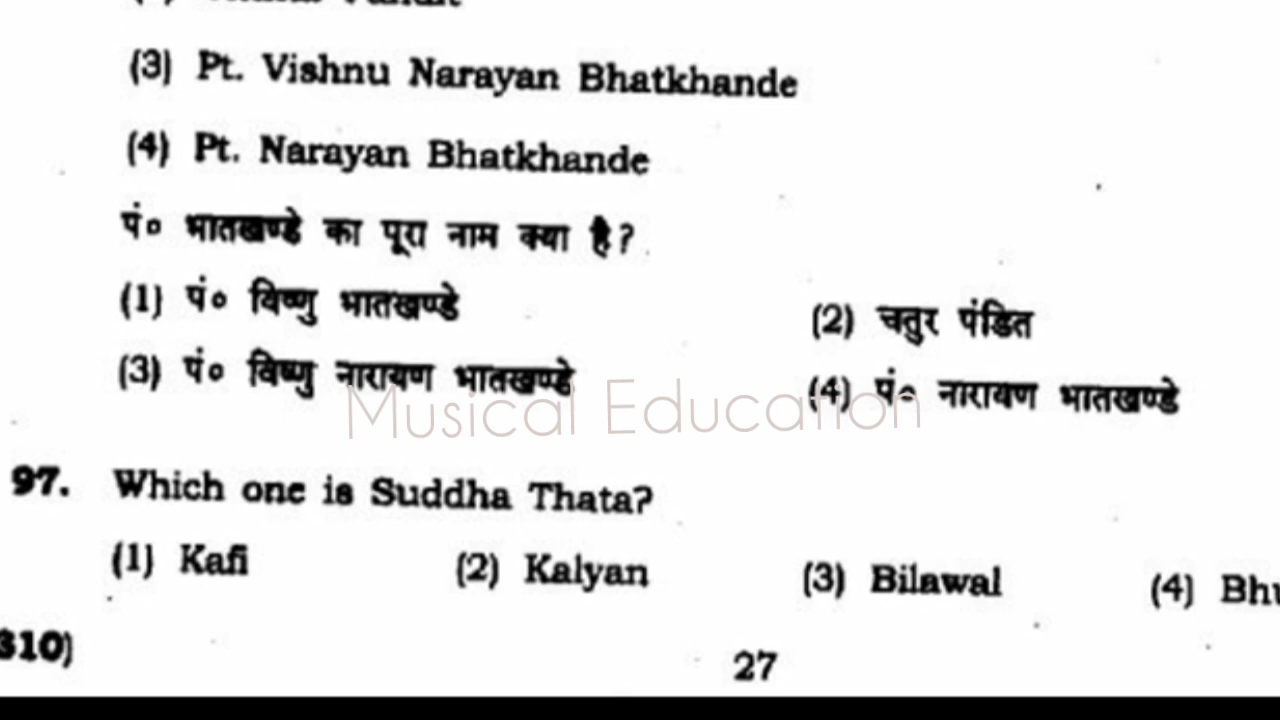 (3) Pt. Vishnu Narayan Bhatkhande
(4) Pt. Narayan Bhatkhande
पं० भातखण्डे का पूरा नाम क्या है?
(1) पं० विष्णु भातखण्डे (2) चतुर पंडित
(3) पं० विष्णु नारायण भातखण्डे (4) पं० नारायण भातखण्डे
Musical Education
97. Which one is Suddha Thata?
(1) Kafi (2) Kalyan (3) Bilawal (4)
310) 27